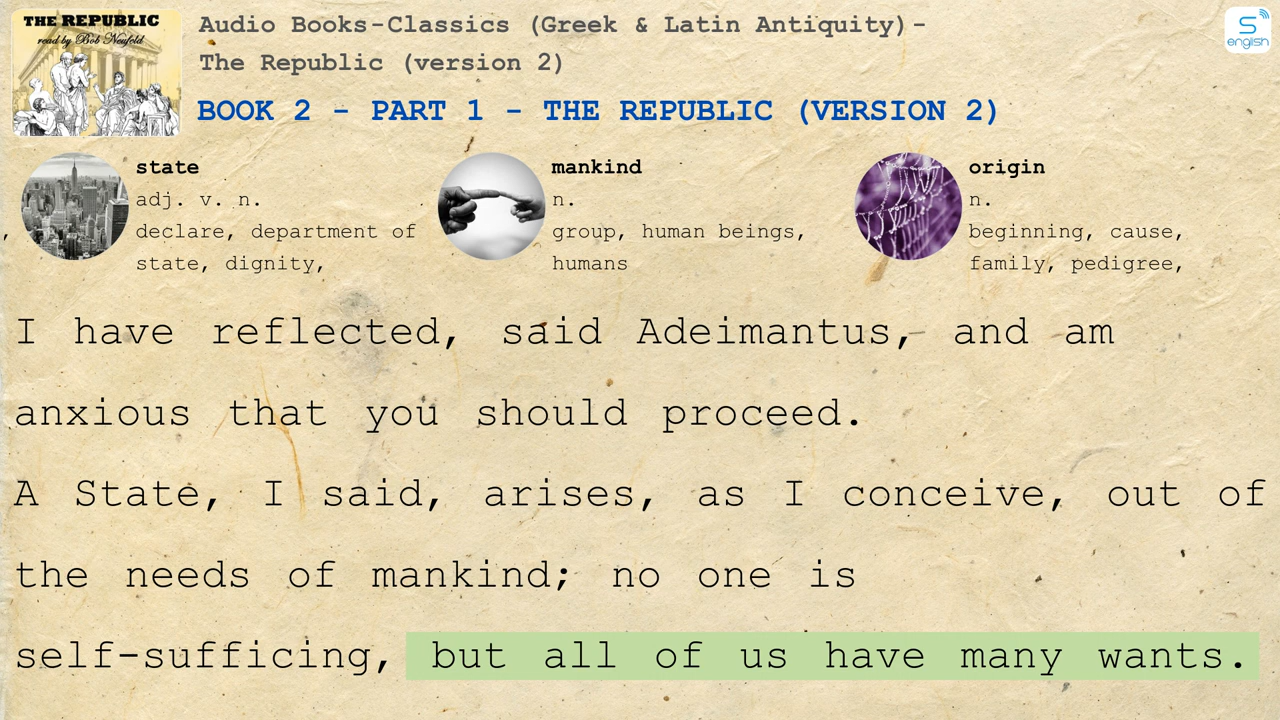 THE REPUBLIC
read by Bob Neufeld
Audio Books-Classics (Greek & Latin Antiquity)-
The Republic (version 2)
S
english
BOOK 2 - PART 1 - THE REPUBLIC (VERSION 2)
,
state
adj. v. n.
declare, department of
state, dignity,
mankind
n.
group, human beings,
humans
origin
n.
beginning, cause,
family, pedigree,
I have reflected, said Adeimantus, and am
anxious that you should proceed.
A State, I said, arises, as I conceive, out of
the needs of mankind; no one is
self-sufficing, but all of us have many wants.